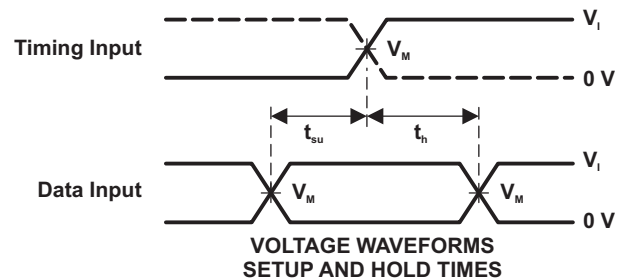 V_I
Timing Input
V_M
0 V
t_su
t_h
V_I
Data Input
V_M
V_M
0 V
VOLTAGE WAVEFORMS
SETUP AND HOLD TIMES